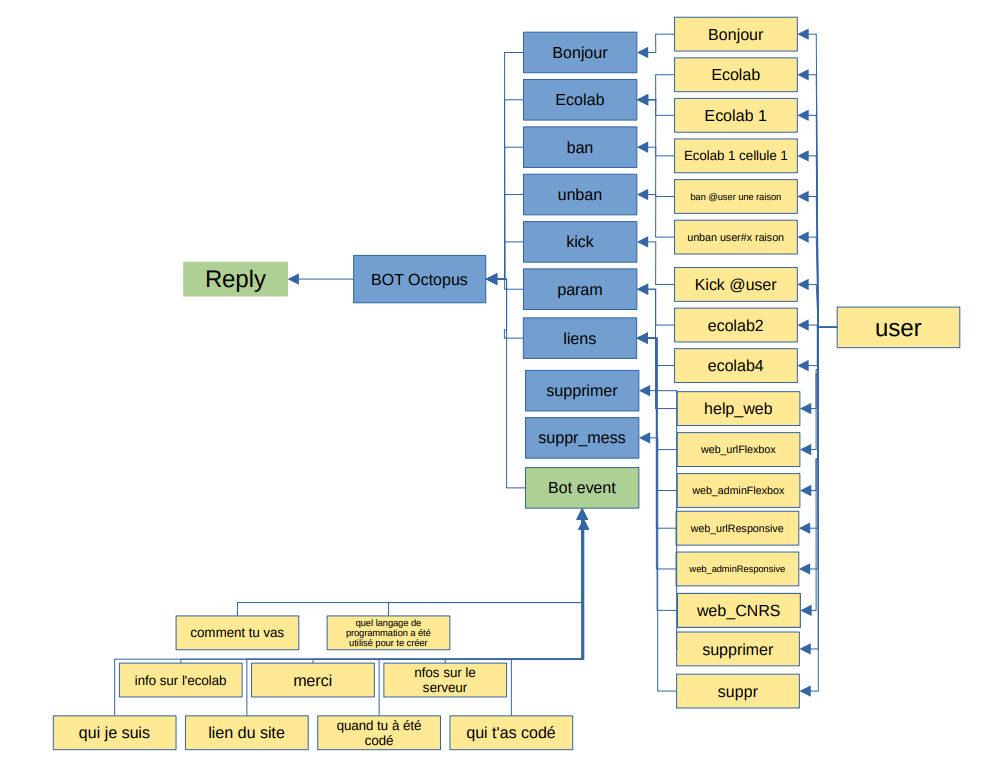 Bonjour
Bonjour
Ecolab
Ecolab
Ecolab 1
ban
Ecolab 1 cellule 1
unban
ban @user une raison
kick
unban user#x raison
Reply
BOT Octopus
param
Kick @user
liens
ecolab2
user
ecolab4
supprimer
help_web
suppr_mess
web_urlFlexbox
Bot event
web_adminFlexbox
web_urlResponsive
web_adminResponsive
web_CNRS
comment tu vas
quel langage de
programmation a été
utilisé pour te créer
supprimer
info sur l'ecolab
merci
nfos sur le
serveur
suppr
qui je suis
lien du site
quand tu à été
codé
qui t'as codé